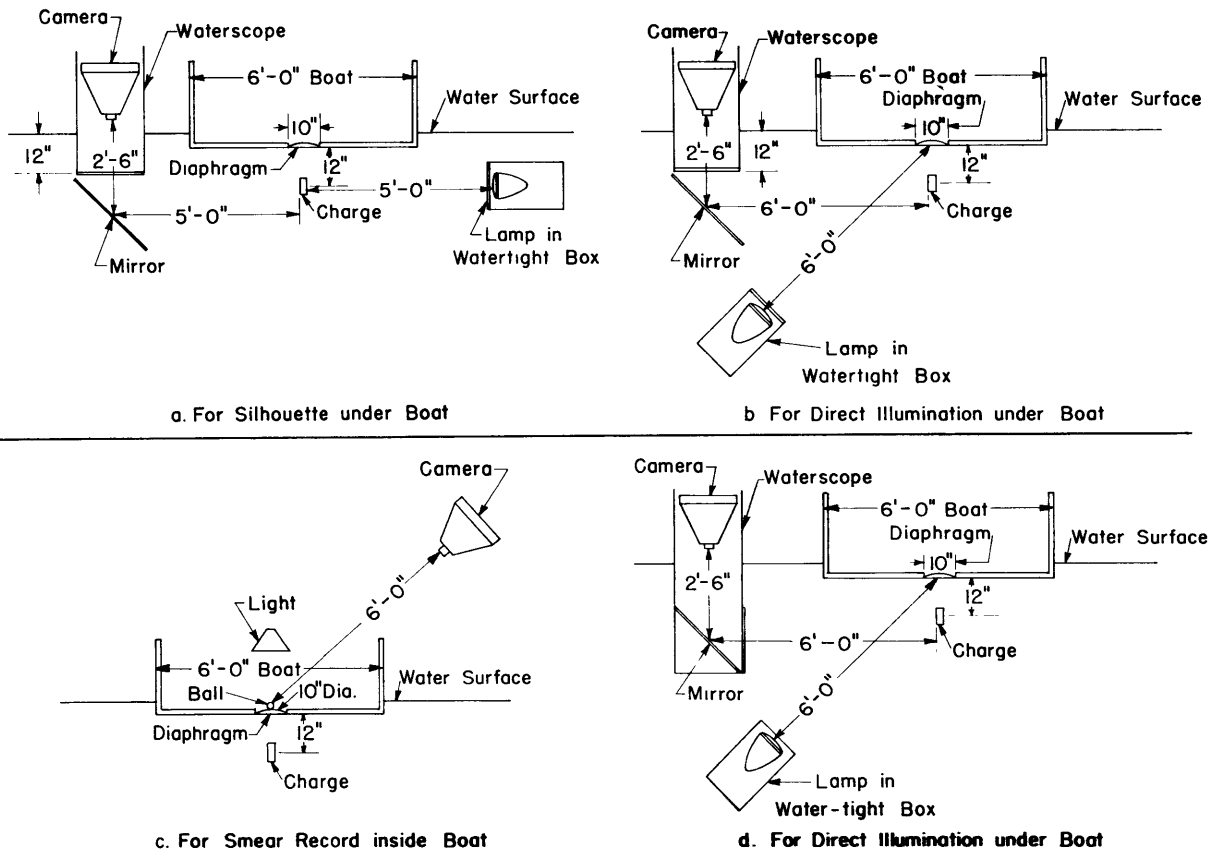 Camera
Waterscope
6'-0" Boat
Water Surface
10"
12"
2'-6"
Diaphragm
12"
5'-0"
5'-0"
Charge
Mirror
Lamp in
Watertight Box
a. For Silhouette under Boat
Camera
Waterscope
6'-0" Boat
Diaphragm
Water Surface
10"
12"
2'-6"
12"
6'-0"
Charge
Mirror
6'-0"
Lamp in
Watertight Box
b For Direct Illumination under Boat
Camera
6'-0"
Light
6'-0" Boat
Ball
10" Dia.
Water Surface
Diaphragm
12"
Charge
c. For Smear Record inside Boat
Camera
Waterscope
6'-0" Boat
Diaphragm
Water Surface
10"
2'-6"
12"
6'-0"
Charge
Mirror
6'-0"
Lamp in
Water-tight Box
d. For Direct Illumination under Boat